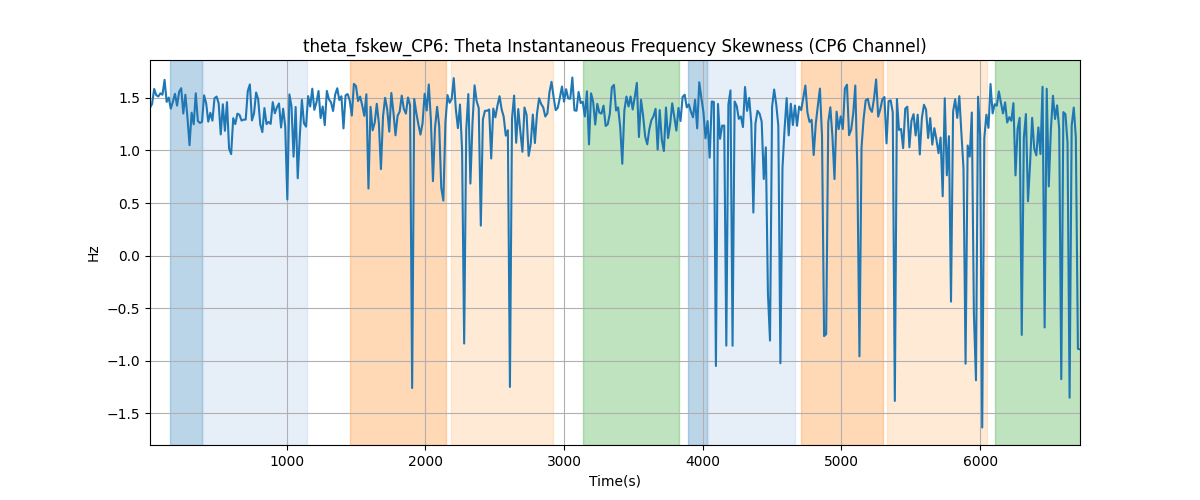 theta_fskew_CP6: Theta Instantaneous Frequency Skewness (CP6 Channel)
1.5
1.0
0.5
0.0
−0.5
−1.0
−1.5
Hz
1000 2000 3000 4000 5000 6000
Time(s)